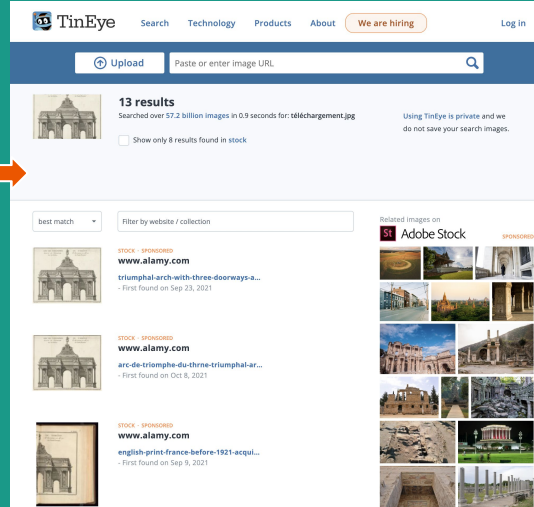 TinEye
Search Technology Products About We are hiring Log in
Upload Paste or enter image URL
13 results
Searched over 57.2 billion images in 0.9 seconds for: téléchargement.jpg
Show only 8 results found in stock
Using TinEye is private and we
do not save your search images.
best match Filter by website / collection
STOCK - SPONSORED
www.alamy.com
triumphal-arch-with-three-doorways-a...
- First found on Sep 23, 2021
STOCK - SPONSORED
www.alamy.com
arc-de-triomphe-du-thrne-triumphal-ar...
- First found on Oct 8, 2021
STOCK - SPONSORED
www.alamy.com
english-print-france-before-1921-acqui...
- First found on Sep 9, 2021
Related images on
St Adobe Stock SPONSORED